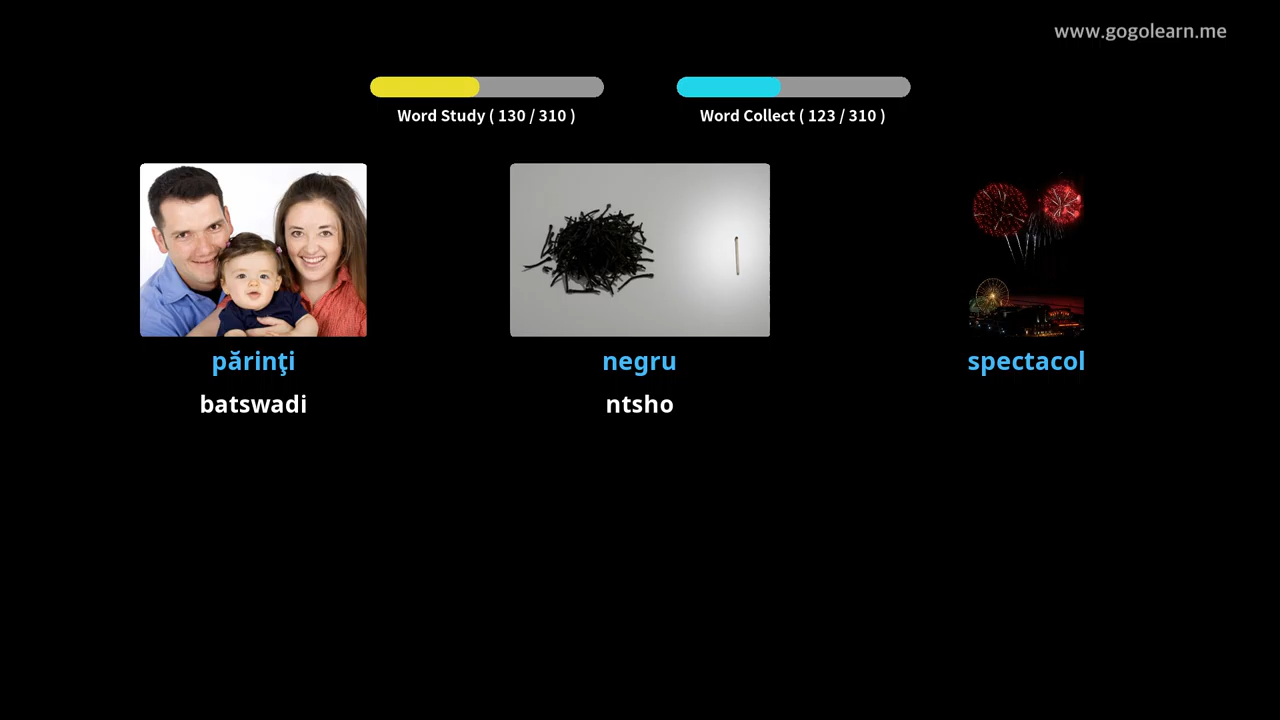 www.gogolearn.me
Word Study ( 130 / 310 )
Word Collect ( 123 / 310 )
părinţi
negru
spectacol
batswadi
ntsho